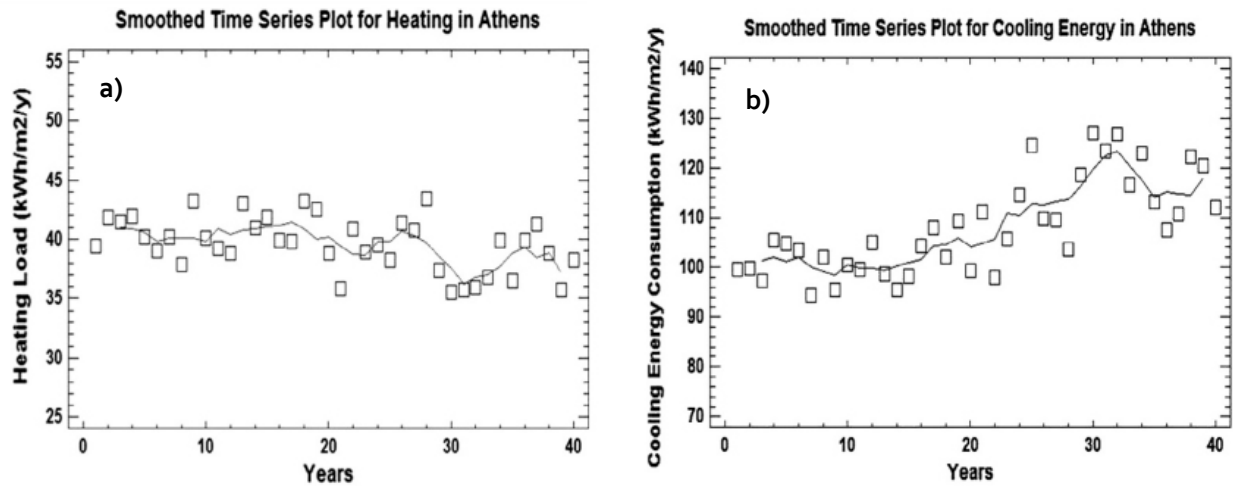 Smoothed Time Series Plot for Heating in Athens
a)
Heating Load (kWh/m2/y)
55
50
45
40
35
30
25
0 10 20 30 40
Years
Smoothed Time Series Plot for Cooling Energy in Athens
b)
Cooling Energy Consumption (kWh/m2/y)
140
130
120
110
100
90
80
70
0 10 20 30 40
Years